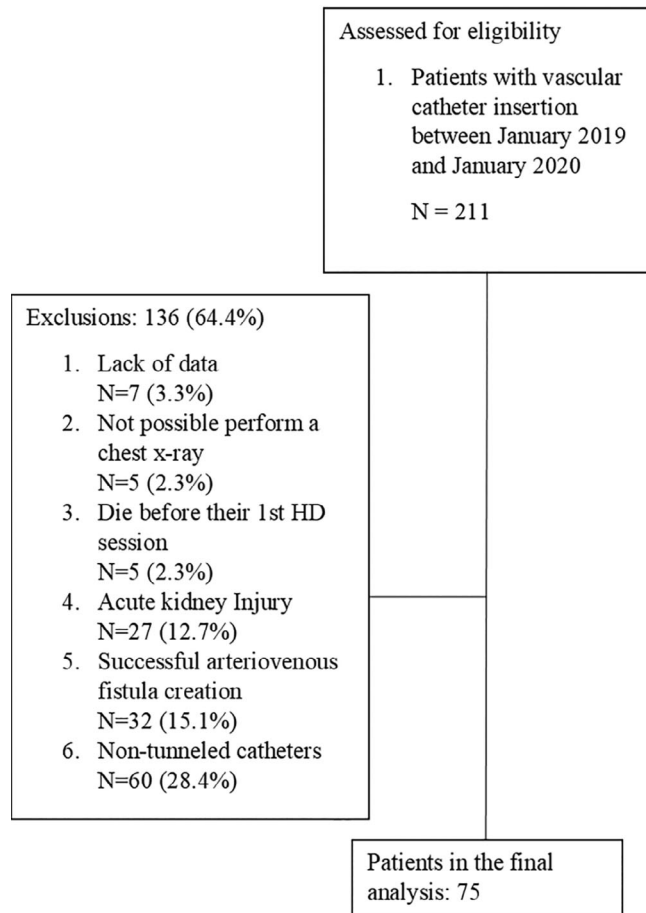 Assessed for eligibility
1. Patients with vascular
catheter insertion
between January 2019
and January 2020
N = 211
Exclusions: 136 (64.4%)
1. Lack of data
N=7 (3.3%)
2. Not possible perform a
chest x-ray
N=5 (2.3%)
3. Die before their 1st HD
session
N=5 (2.3%)
4. Acute kidney Injury
N=27 (12.7%)
5. Successful arteriovenous
fistula creation
N=32 (15.1%)
6. Non-tunneled catheters
N=60 (28.4%)
Patients in the final
analysis: 75